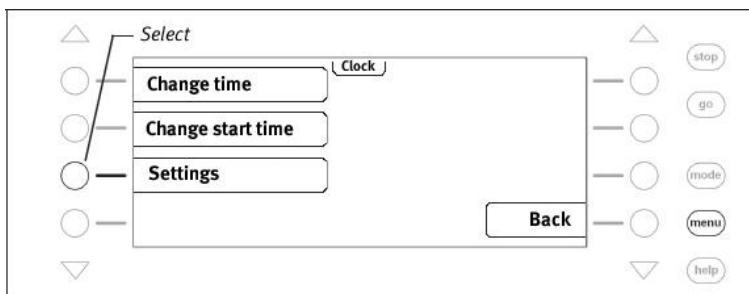 Select
Clock
Change time
Change start time
Settings
Back
stop
go
mode
menu
help